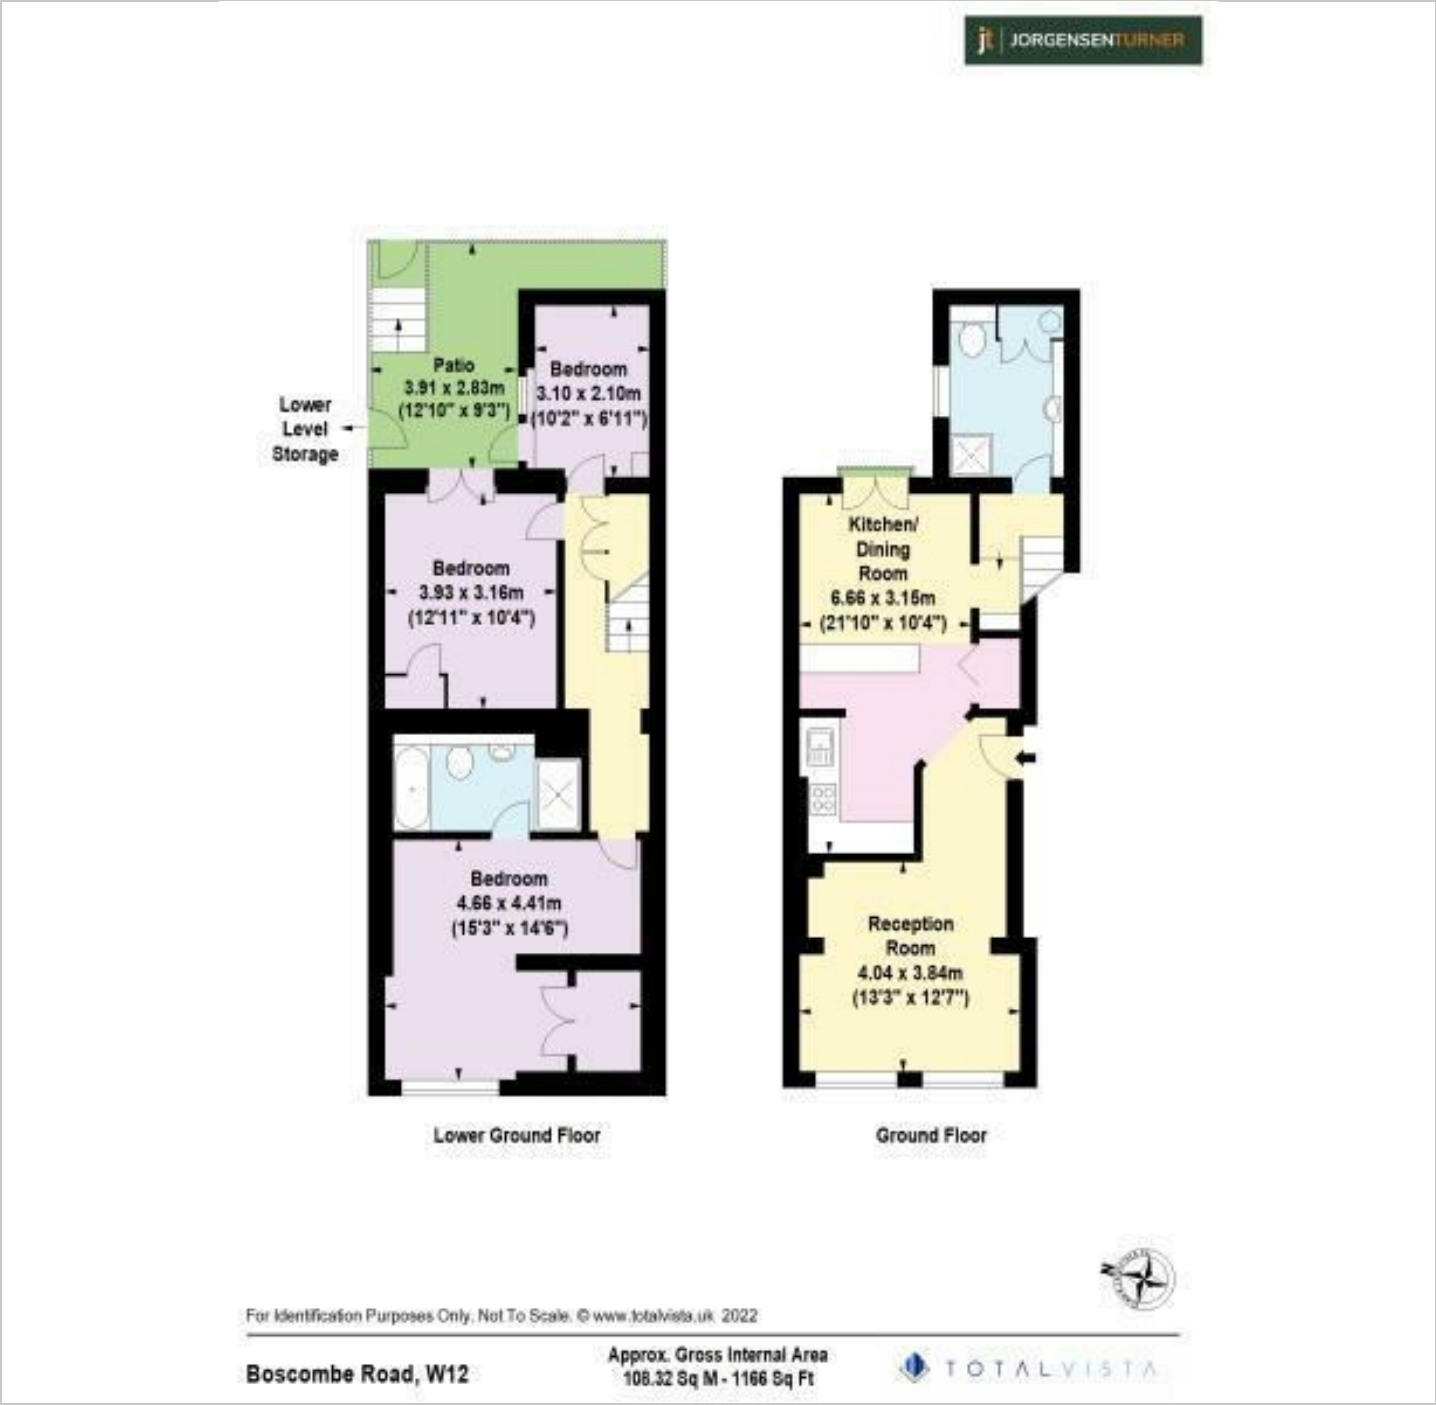 jt JORGENSENTURNER
Patio
3.91 x 2.83m
(12'10" x 9'3")
Bedroom
3.10 x 2.10m
(10'2" x 6'11")
Lower
Level
Storage
Bedroom
3.93 x 3.16m
(12'11" x 10'4")
Bedroom
4.66 x 4.41m
(15'3" x 14'6")
Lower Ground Floor
Kitchen/
Dining
Room
6.66 x 3.15m
(21'10" x 10'4")
Reception
Room
4.04 x 3.84m
(13'3" x 12'7")
Ground Floor
N
For Identification Purposes Only, Not To Scale. © www.totalvista.uk 2022
Boscombe Road, W12
Approx. Gross Internal Area
108.32 Sq M - 1166 Sq Ft
TOTALVISTA